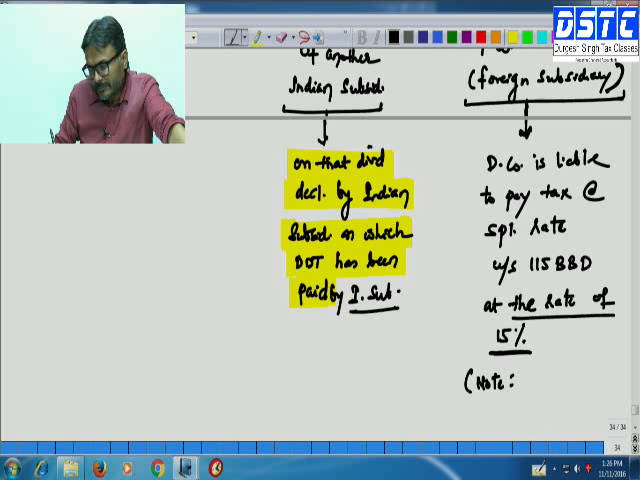 DSTC
Durgesh Singh Tax Classes
of another
Indian Subsid.
on that divd
decl. by Indian
Subsid on which
DDT has been
paid by I. Sub.
(foreign subsidiary)
D. Co. is liable
to pay tax @
spl. Rate
u/s 115BBD
at the Rate of
15%
(Note:
34 / 34
34
1:26 PM
11/11/2016